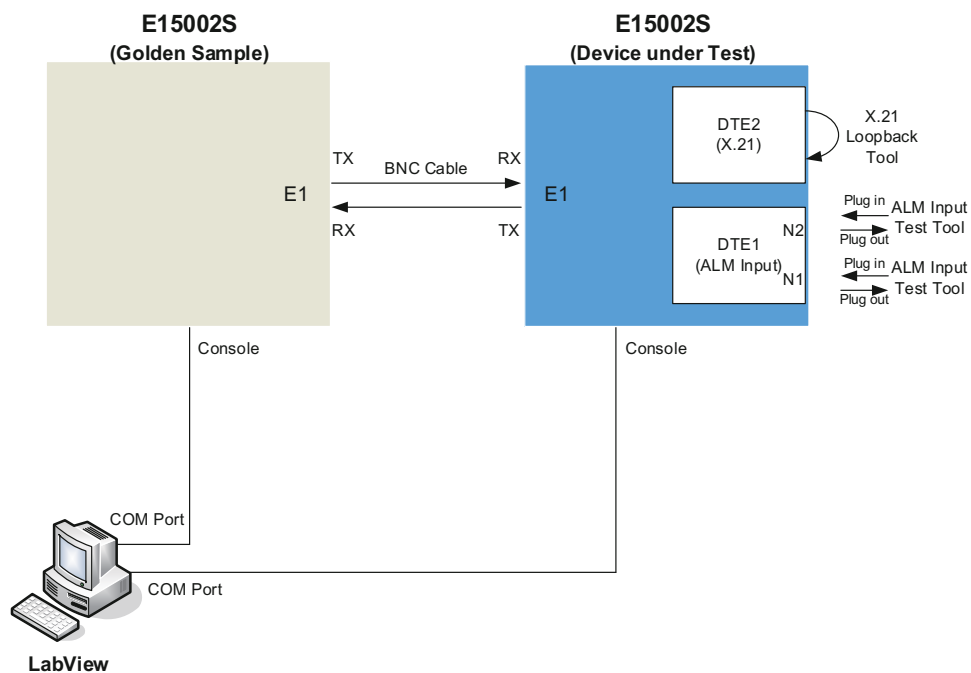 E15002S
(Golden Sample)
E15002S
(Device under Test)
TX
BNC Cable
RX
E1
E1
RX
TX
DTE2
(X.21)
X.21
Loopback
Tool
DTE1
(ALM Input)
N2
N1
Plug in
ALM Input
Test Tool
Plug out
Plug in
ALM Input
Test Tool
Plug out
Console
Console
COM Port
COM Port
LabView